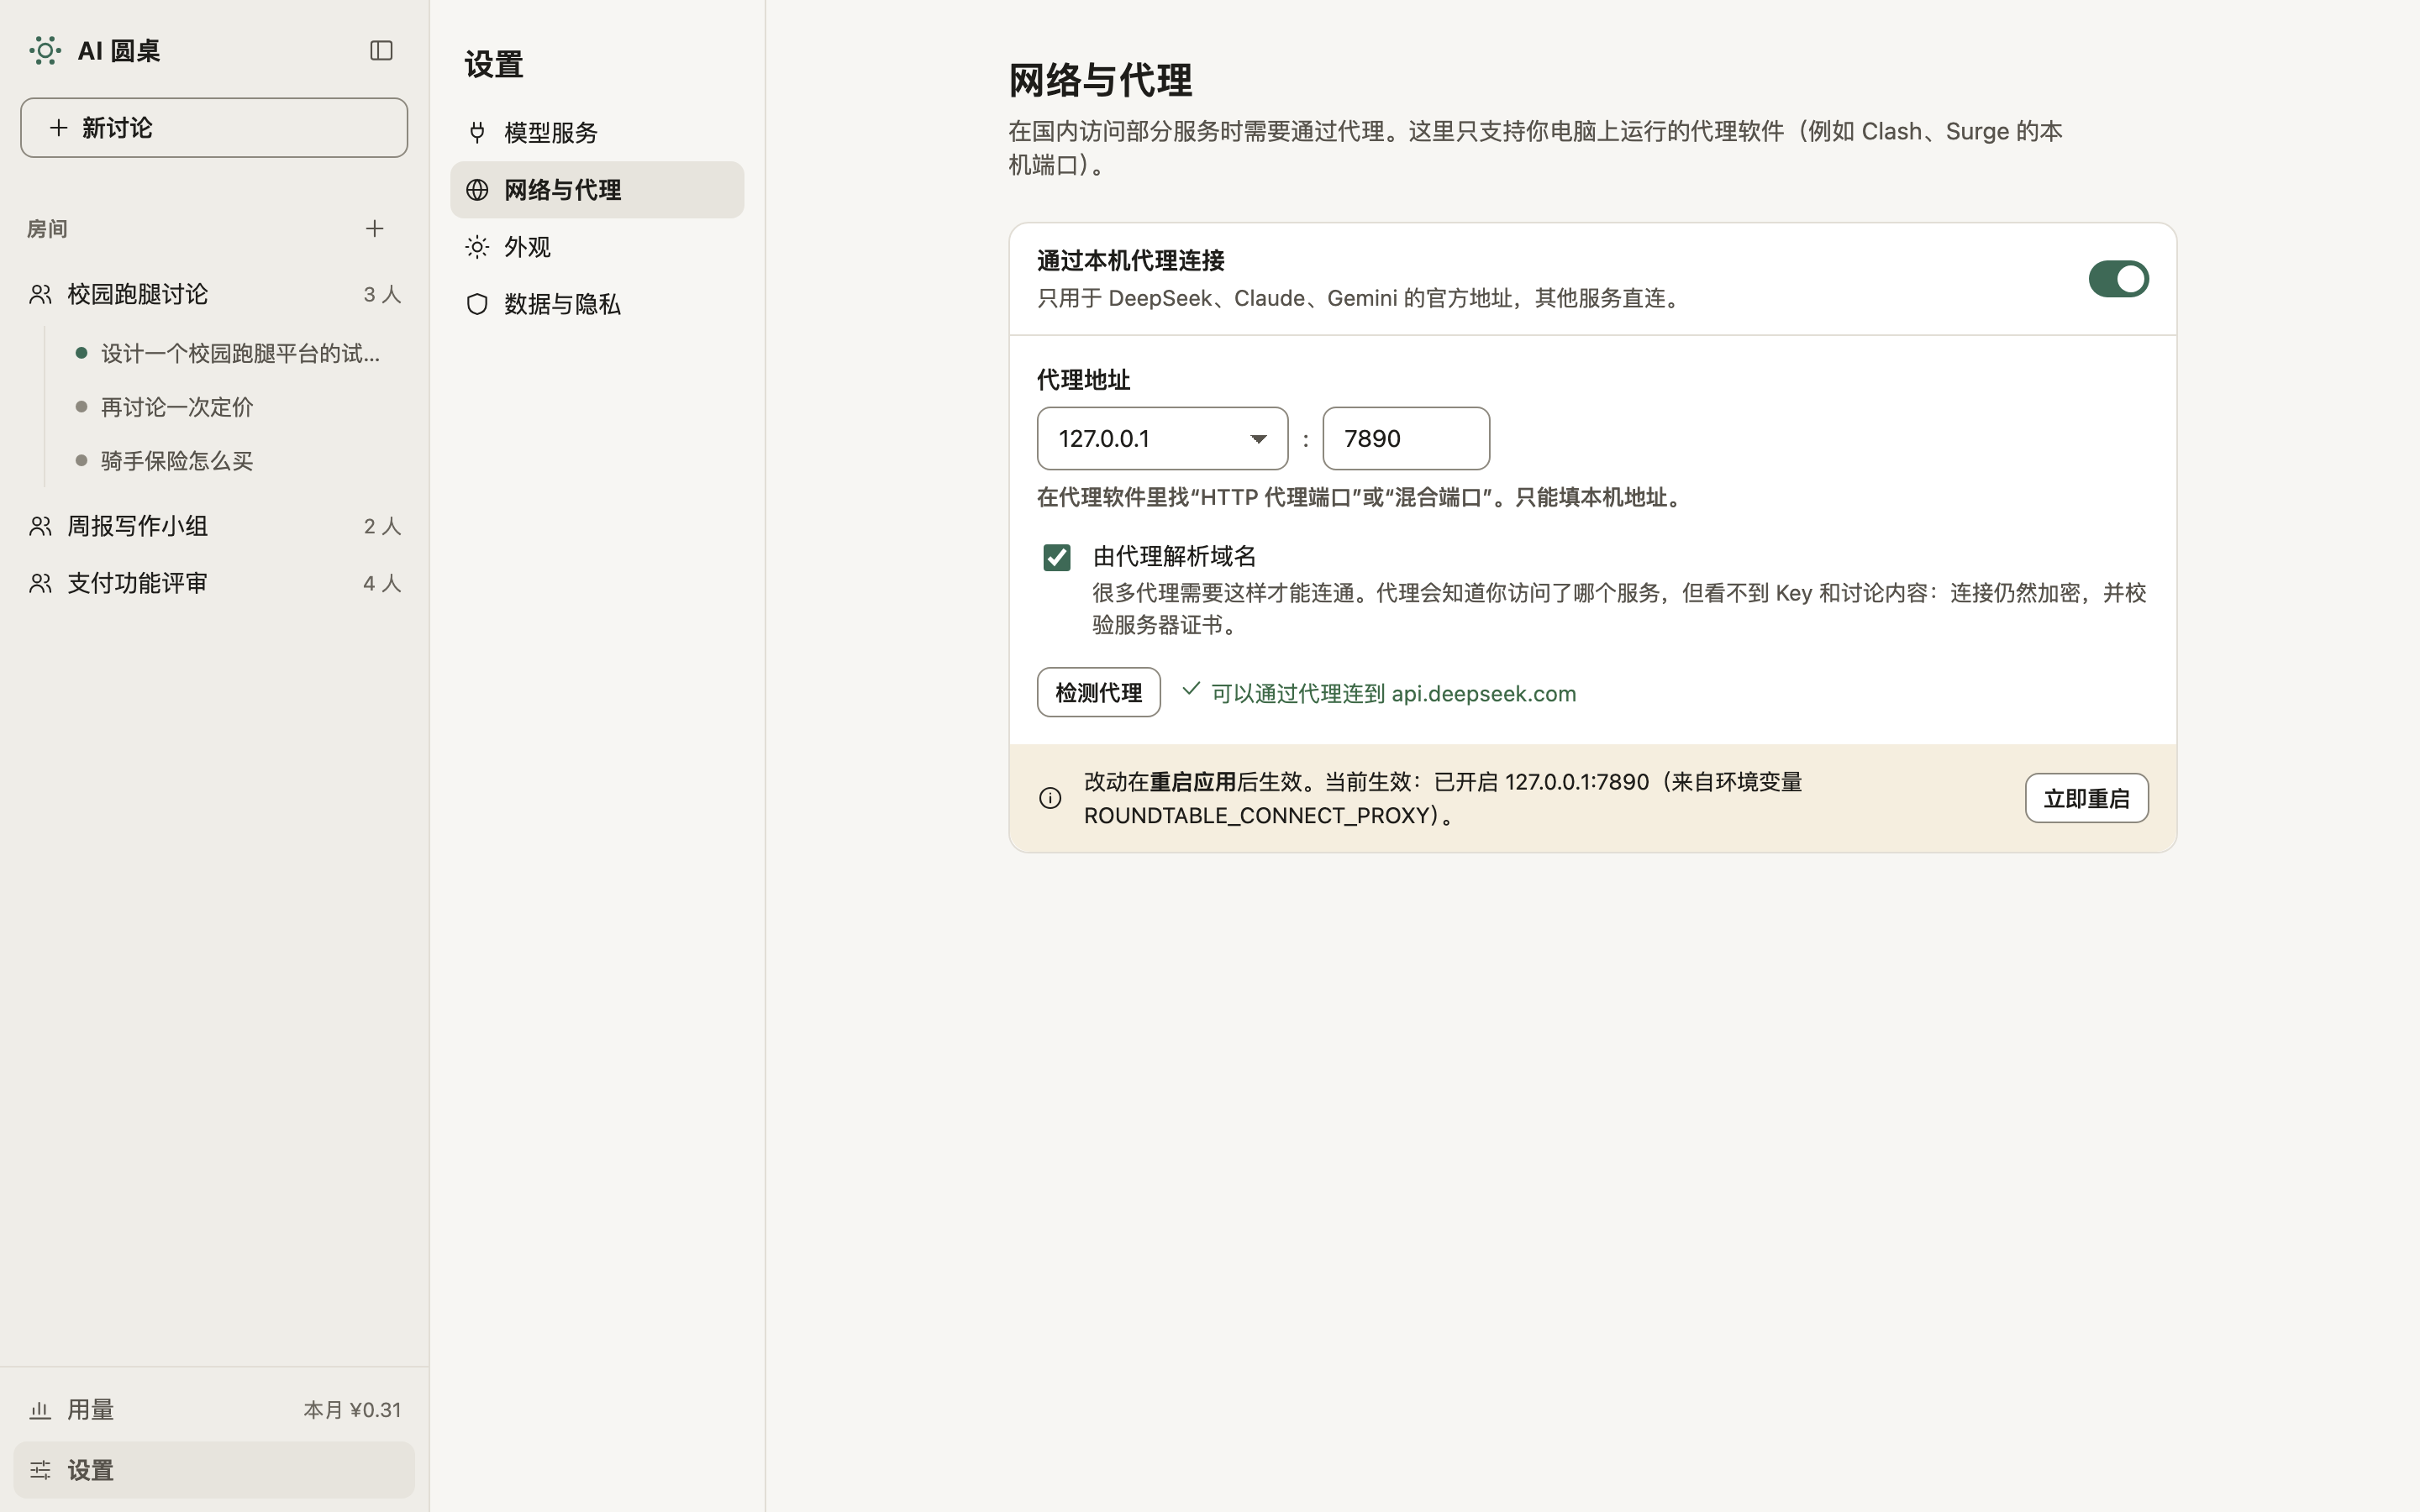 AI 圆桌
新讨论
房间
校园跑腿讨论 3 人
设计一个校园跑腿平台的试...
再讨论一次定价
骑手保险怎么买
周报写作小组 2 人
支付功能评审 4 人
用量 本月 ¥0.31
设置
设置
模型服务
网络与代理
外观
数据与隐私
网络与代理
在国内访问部分服务时需要通过代理。这里只支持你电脑上运行的代理软件（例如 Clash、Surge 的本
机端口）。
通过本机代理连接
只用于 DeepSeek、Claude、Gemini 的官方地址，其他服务直连。
代理地址
127.0.0.1 : 7890
在代理软件里找“HTTP 代理端口”或“混合端口”。只能填本机地址。
由代理解析域名
很多代理需要这样才能连通。代理会知道你访问了哪个服务，但看不到 Key 和讨论内容：连接仍然加密，并校
验服务器证书。
检测代理 可以通过代理连到 api.deepseek.com
改动在重启应用后生效。当前生效：已开启 127.0.0.1:7890（来自环境变量
ROUNDTABLE_CONNECT_PROXY）。
立即重启